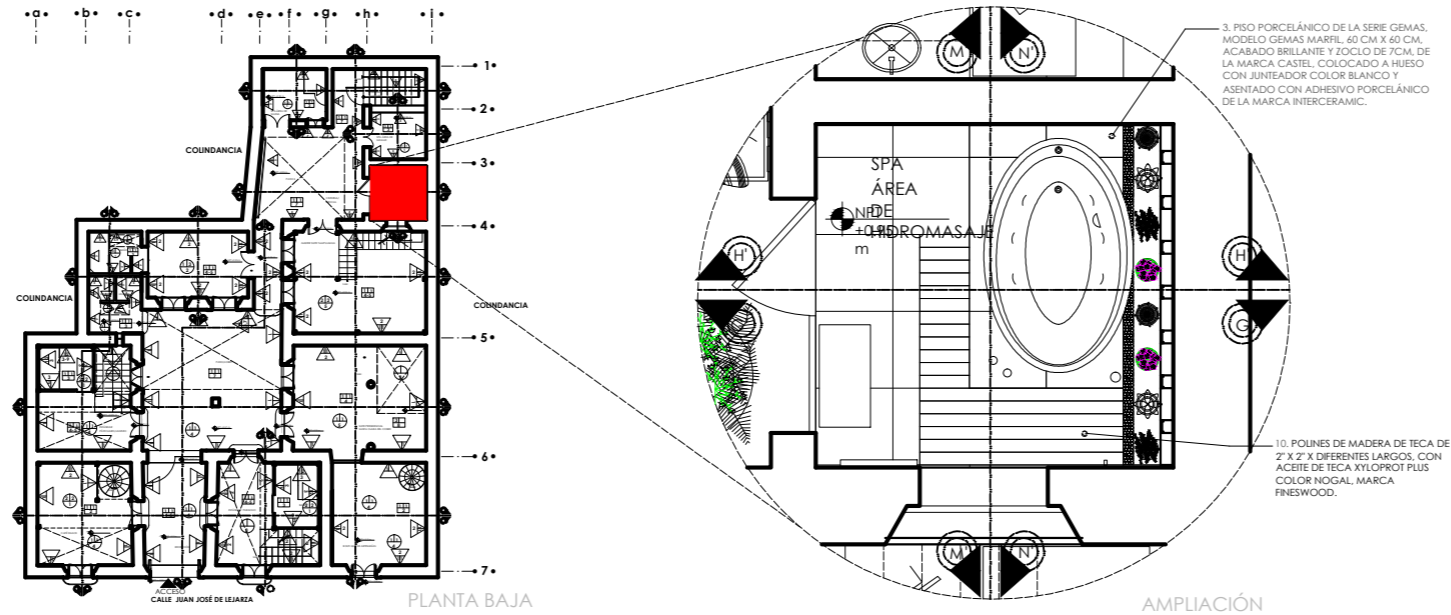 •a• •b• •c• •d• •e• •f• •g• •h• •i•
•1•
•2•
•3•
•4•
•5•
•6•
•7•
COLINDANCIA
COLINDANCIA
COLINDANCIA
ACCESO
CALLE JUAN JOSÉ DE LEJARZA
PLANTA BAJA
M N'
3. PISO PORCELÁNICO DE LA SERIE GEMAS,
MODELO GEMAS MARFIL, 60 CM X 60 CM,
ACABADO BRILLANTE Y ZOCLO DE 7CM, DE
LA MARCA CASTEL, COLOCADO A HUESO
CON JUNTEADOR COLOR BLANCO Y
ASENTADO CON ADHESIVO PORCELÁNICO
DE LA MARCA INTERCERAMIC.
SPA
ÁREA
DE
HIDROMASAJE
NPT
m
H' H'
G
10. POLINES DE MADERA DE TECA DE
2" X 2" X DIFERENTES LARGOS, CON
ACEITE DE TECA XYLOPROT PLUS
COLOR NOGAL, MARCA
FINESWOOD.
M' N'
AMPLIACIÓN